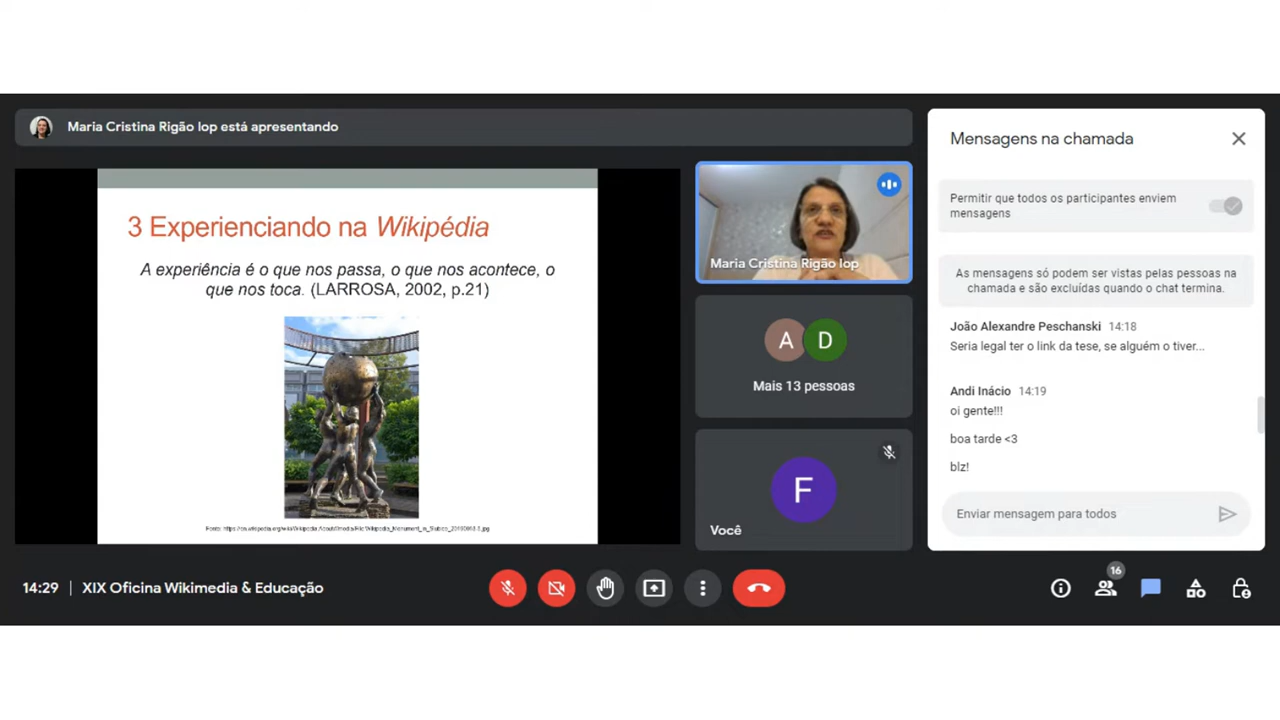 Maria Cristina Rigão Iop está apresentando
3 Experienciando na Wikipédia
A experiência é o que nos passa, o que nos acontece, o
que nos toca. (LARROSA, 2002, p.21)
Maria Cristina Rigão Iop
A D
Mais 13 pessoas
F
Você
Mensagens na chamada
Permitir que todos os participantes enviem
mensagens
As mensagens só podem ser vistas pelas pessoas na
chamada e são excluídas quando o chat termina.
João Alexandre Peschanski 14:18
Seria legal ter o link da tese, se alguém o tiver...
Andi Inácio 14:19
oi gente!!!
boa tarde <3
blz!
Enviar mensagem para todos
14:29 | XIX Oficina Wikimedia & Educação
16